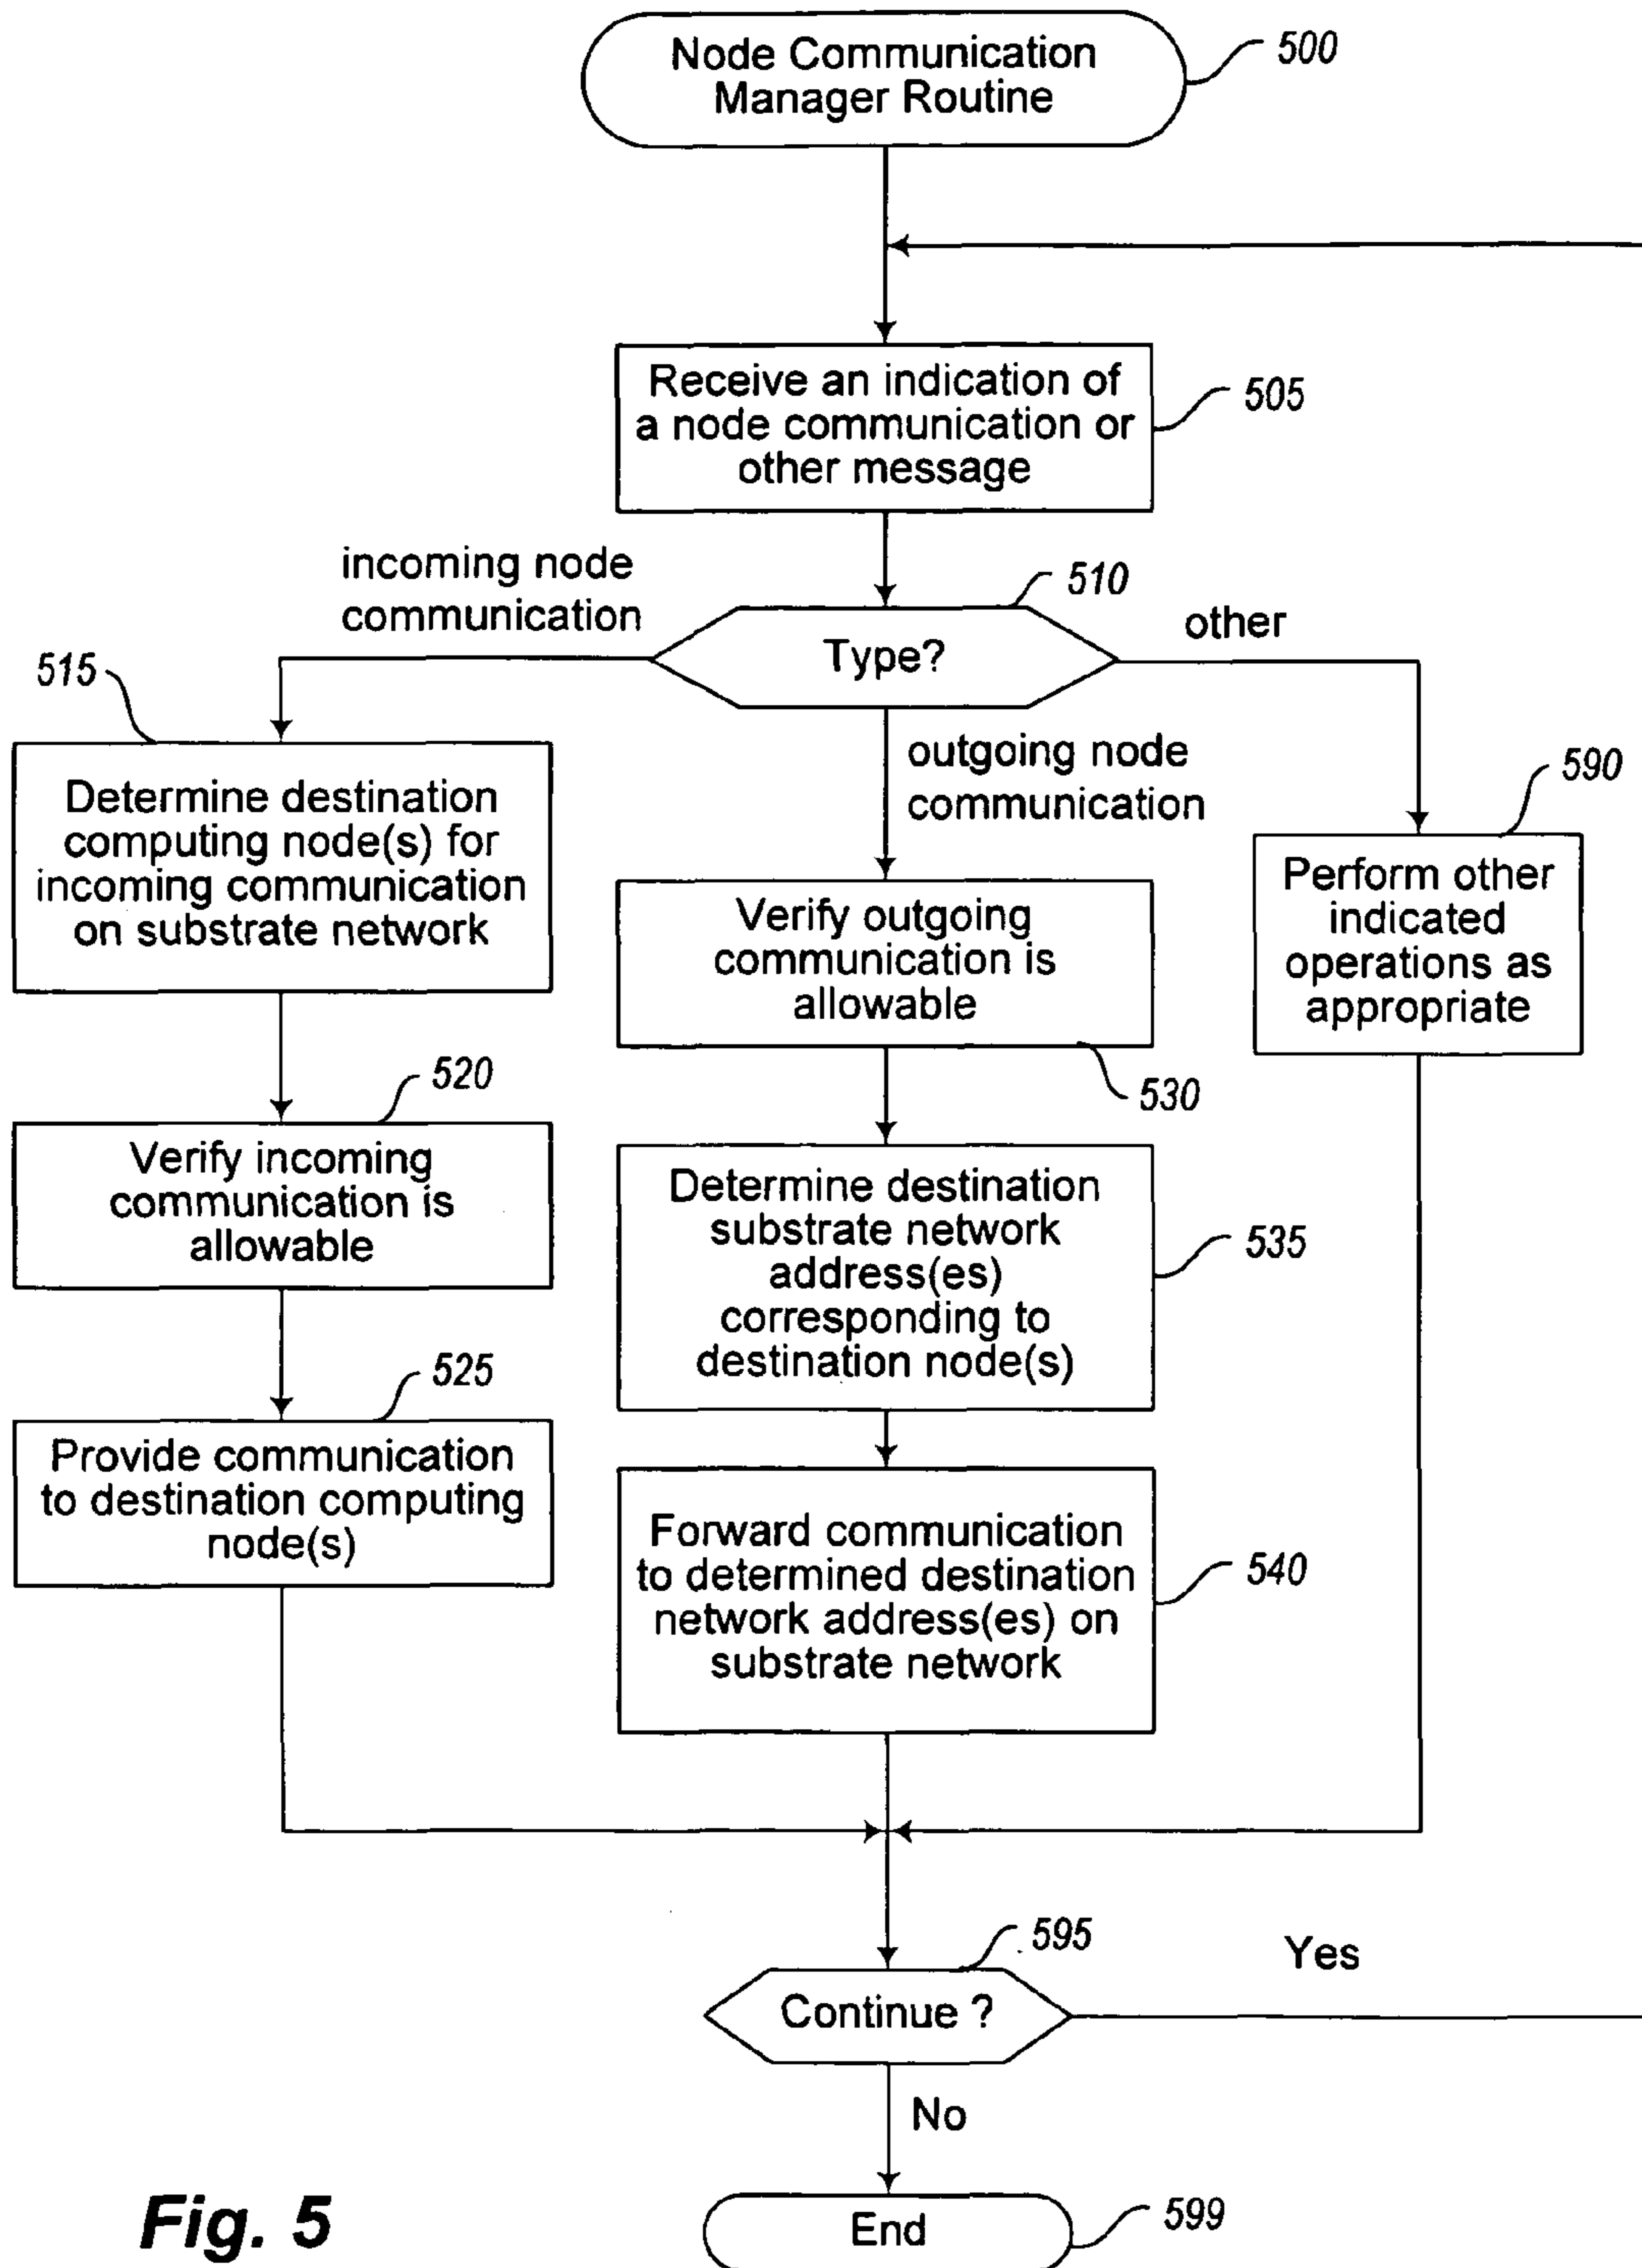 Node Communication
Manager Routine
500
Receive an indication of
a node communication or
other message
505
incoming node
communication
510
Type?
other
515
Determine destination
computing node(s) for
incoming communication
on substrate network
outgoing node
communication
590
Perform other
indicated
operations as
appropriate
Verify outgoing
communication is
allowable
530
520
Verify incoming
communication is
allowable
Determine destination
substrate network
address(es)
corresponding to
destination node(s)
535
525
Provide communication
to destination computing
node(s)
Forward communication
to determined destination
network address(es) on
substrate network
540
595
Continue ?
Yes
No
End
599
Fig. 5